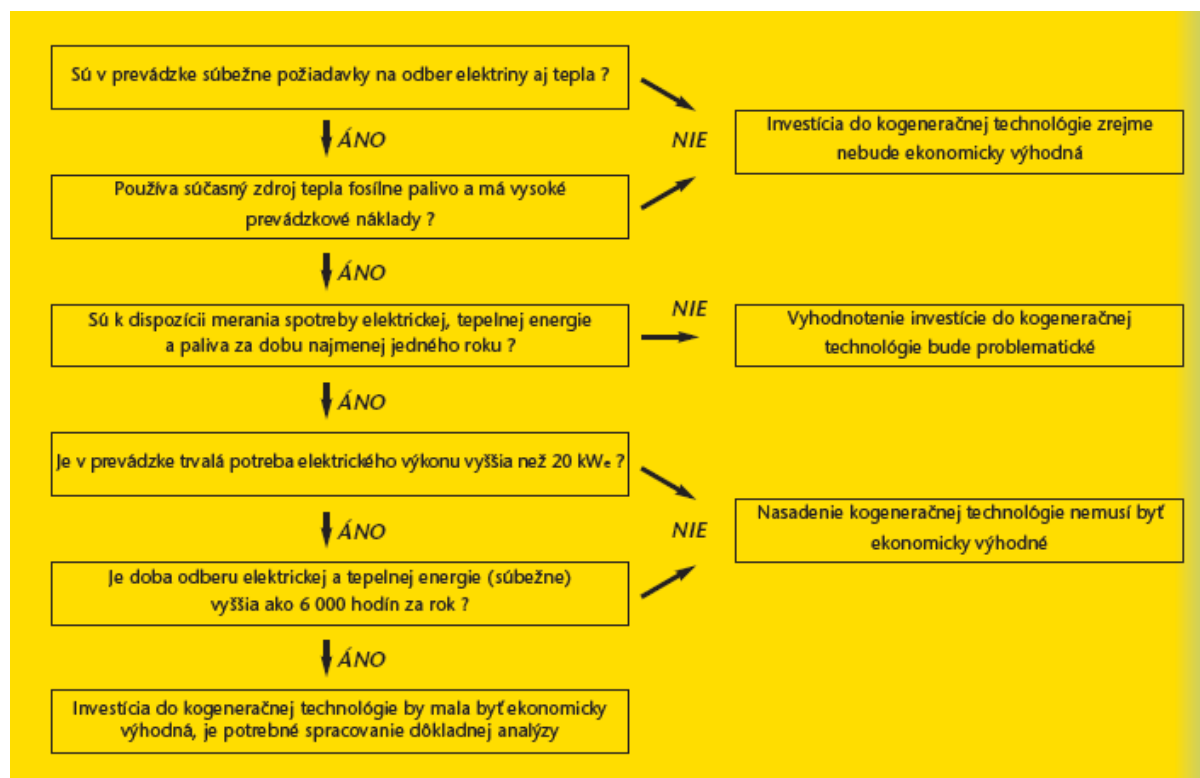 Sú v prevádzke súbežne požiadavky na odber elektriny aj tepla ?
ÁNO
NIE
Investícia do kogeneračnej technológie zrejme
nebude ekonomicky výhodná
Používa súčasný zdroj tepla fosílne palivo a má vysoké
prevádzkové náklady ?
ÁNO
Sú k dispozícii merania spotreby elektrickej, tepelnej energie
a paliva za dobu najmenej jedného roku ?
NIE
Vyhodnotenie investície do kogeneračnej
technológie bude problematické
ÁNO
Je v prevádzke trvalá potreba elektrického výkonu vyššia než 20 kWe ?
ÁNO
NIE
Nasadenie kogeneračnej technológie nemusí byť
ekonomicky výhodné
Je doba odberu elektrickej a tepelnej energie (súbežne)
vyššia ako 6 000 hodín za rok ?
ÁNO
Investícia do kogeneračnej technológie by mala byť ekonomicky
výhodná, je potrebné spracovanie dôkladnej analýzy